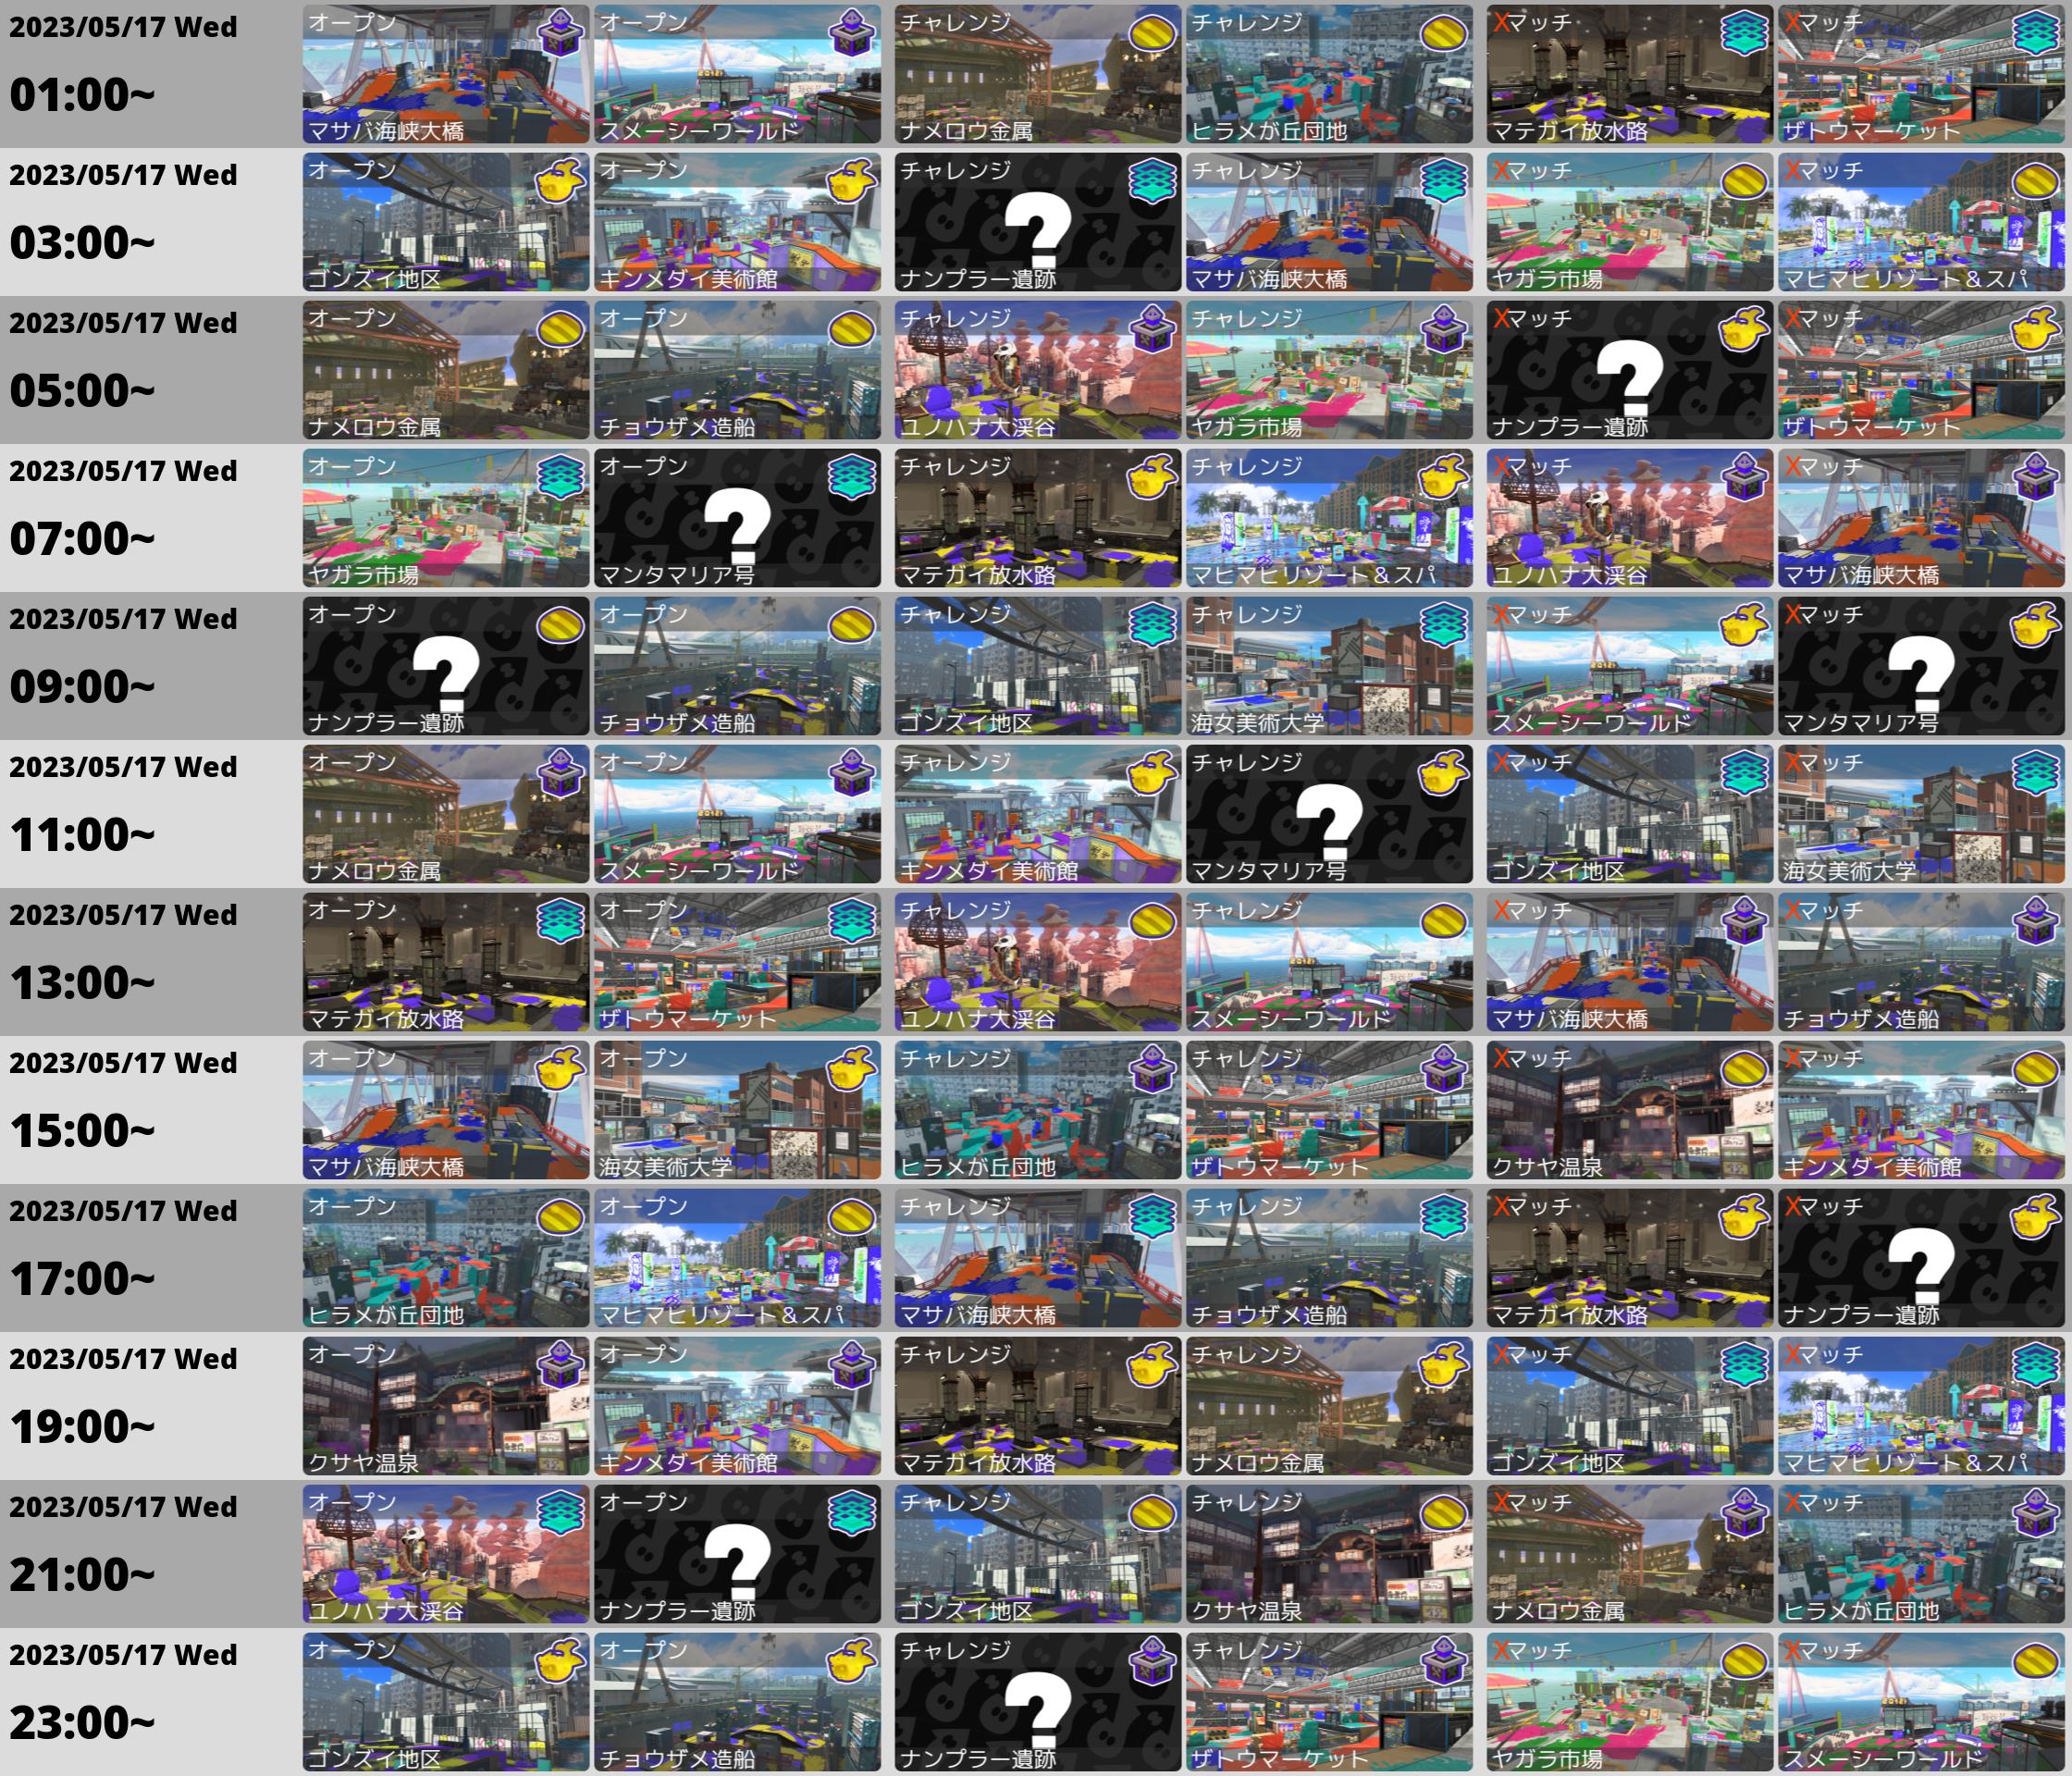 2023/05/17 Wed
01:00~
オープン
マサバ海峡大橋
オープン
スメーシーワールド
チャレンジ
ナメロウ金属
チャレンジ
ヒラメが丘団地
Xマッチ
マテガイ放水路
Xマッチ
ザトウマーケット
2023/05/17 Wed
03:00~
オープン
ゴンズイ地区
オープン
キンメダイ美術館
チャレンジ
?
ナンプラー遺跡
チャレンジ
マサバ海峡大橋
Xマッチ
ヤガラ市場
Xマッチ
マヒマヒリゾート&スパ
2023/05/17 Wed
05:00~
オープン
ナメロウ金属
オープン
チョウザメ造船
チャレンジ
ユノハナ大渓谷
チャレンジ
ヤガラ市場
Xマッチ
?
ナンプラー遺跡
Xマッチ
ザトウマーケット
2023/05/17 Wed
07:00~
オープン
ヤガラ市場
オープン
?
マンタマリア号
チャレンジ
マテガイ放水路
チャレンジ
マヒマヒリゾート&スパ
Xマッチ
ユノハナ大渓谷
Xマッチ
マサバ海峡大橋
2023/05/17 Wed
09:00~
オープン
?
ナンプラー遺跡
オープン
チョウザメ造船
チャレンジ
ゴンズイ地区
チャレンジ
海女美術大学
Xマッチ
スメーシーワールド
Xマッチ
?
マンタマリア号
2023/05/17 Wed
11:00~
オープン
ナメロウ金属
オープン
スメーシーワールド
チャレンジ
キンメダイ美術館
チャレンジ
?
マンタマリア号
Xマッチ
ゴンズイ地区
Xマッチ
海女美術大学
2023/05/17 Wed
13:00~
オープン
マテガイ放水路
オープン
ザトウマーケット
チャレンジ
ユノハナ大渓谷
チャレンジ
スメーシーワールド
Xマッチ
マサバ海峡大橋
Xマッチ
チョウザメ造船
2023/05/17 Wed
15:00~
オープン
マサバ海峡大橋
オープン
海女美術大学
チャレンジ
ヒラメが丘団地
チャレンジ
ザトウマーケット
Xマッチ
クサヤ温泉
Xマッチ
キンメダイ美術館
2023/05/17 Wed
17:00~
オープン
ヒラメが丘団地
オープン
マヒマヒリゾート&スパ
チャレンジ
マサバ海峡大橋
チャレンジ
チョウザメ造船
Xマッチ
マテガイ放水路
Xマッチ
?
ナンプラー遺跡
2023/05/17 Wed
19:00~
オープン
クサヤ温泉
オープン
キンメダイ美術館
チャレンジ
マテガイ放水路
チャレンジ
ナメロウ金属
Xマッチ
ゴンズイ地区
Xマッチ
マヒマヒリゾート&スパ
2023/05/17 Wed
21:00~
オープン
ユノハナ大渓谷
オープン
?
ナンプラー遺跡
チャレンジ
ゴンズイ地区
チャレンジ
クサヤ温泉
Xマッチ
ナメロウ金属
Xマッチ
ヒラメが丘団地
2023/05/17 Wed
23:00~
オープン
ゴンズイ地区
オープン
チョウザメ造船
チャレンジ
?
ナンプラー遺跡
チャレンジ
ザトウマーケット
Xマッチ
ヤガラ市場
Xマッチ
スメーシーワールド